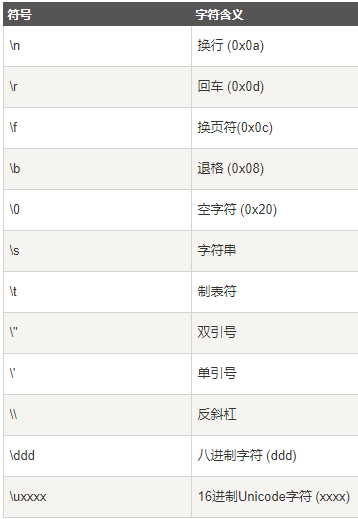 符号 字符含义
\n 换行 (0x0a)
\r 回车 (0x0d)
\f 换页符(0x0c)
\b 退格 (0x08)
\0 空字符 (0x20)
\s 字符串
\t 制表符
\" 双引号
\' 单引号
\\ 反斜杠
\ddd 八进制字符 (ddd)
\uxxxx 16进制Unicode字符 (xxxx)